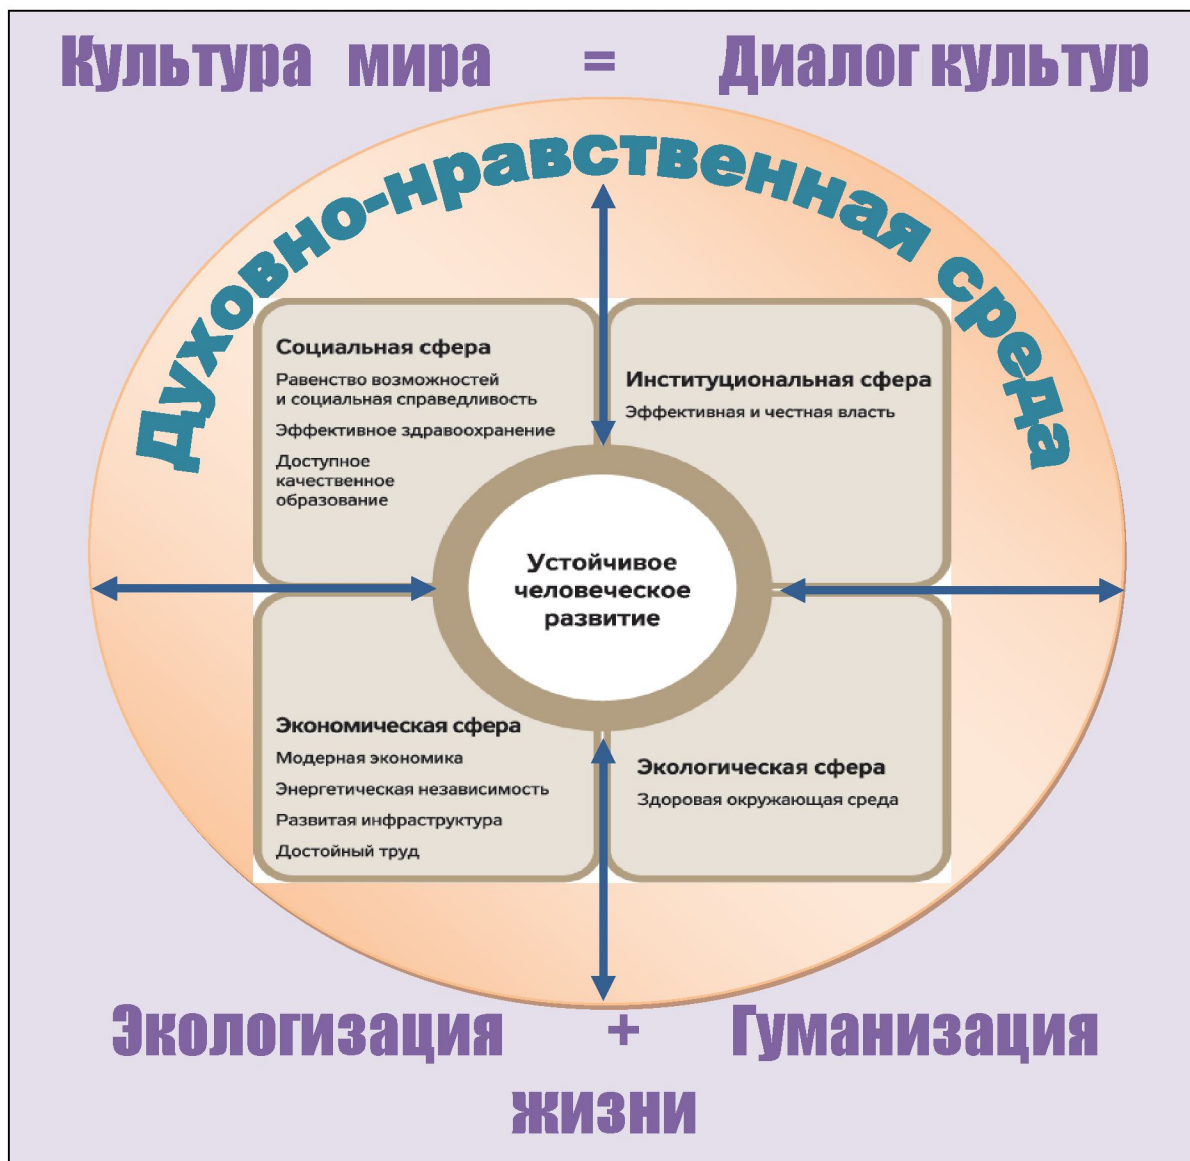 Культура мира = Диалог культур
Духовно-нравственная среда
Социальная сфера
Равенство возможностей
и социальная справедливость
Эффективное здравоохранение
Доступное
качественное
образование
Институциональная сфера
Эффективная и честная власть
Устойчивое
человеческое
развитие
Экономическая сфера
Модерная экономика
Энергетическая независимость
Развитая инфраструктура
Достойный труд
Экологическая сфера
Здоровая окружающая среда
Экологизация + Гуманизация
жизни